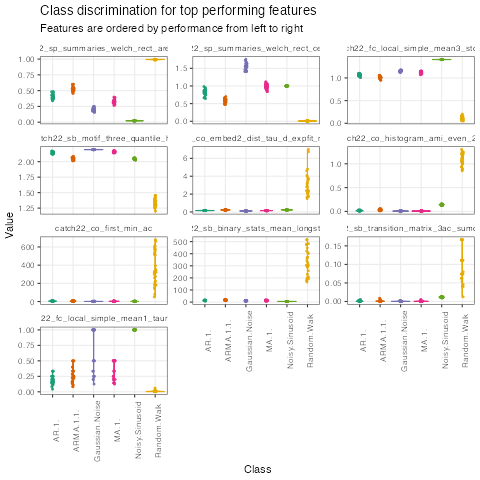 Class discrimination for top performing features
Features are ordered by performance from left to right
2_sp_summaries_welch_rect_are
22_sp_summaries_welch_rect_ce
ch22_fc_local_simple_mean3_sto
1.00
0.75
0.50
0.25
0.00
1.5
1.0
0.5
0.0
1.0
0.5
0.0
tch22_sb_motif_three_quantile_h
_co_embed2_dist_tau_d_expfit_r
ch22_co_histogram_ami_even_2
2.00
1.75
1.50
1.25
6
4
2
0
1.0
0.5
0.0
catch22_co_first_min_ac
2_sb_binary_stats_mean_longst
2_sb_transition_matrix_3ac_sumc
600
400
200
0
500
400
300
200
100
0
0.15
0.10
0.05
0.00
22_fc_local_simple_mean1_taur
1.00
0.75
0.50
0.25
0.00
AR.1.
ARMA.1.1.
Gaussian.Noise
MA.1.
Noisy.Sinusoid
Random.Walk
AR.1.
ARMA.1.1.
Gaussian.Noise
MA.1.
Noisy.Sinusoid
Random.Walk
AR.1.
ARMA.1.1.
Gaussian.Noise
MA.1.
Noisy.Sinusoid
Random.Walk
Value
Class